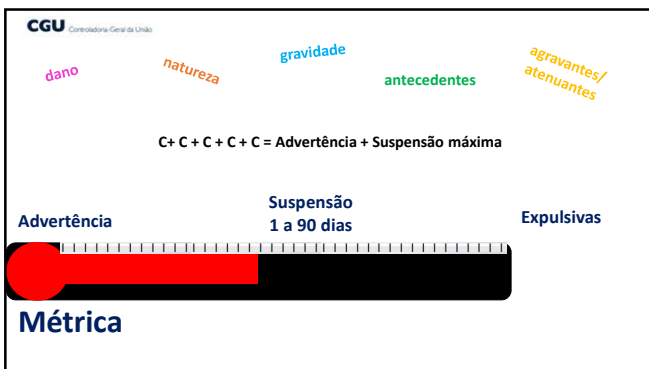 CGU Controladoria-Geral da União
dano
natureza
gravidade
antecedentes
agravantes/
atenuantes
C+ C + C + C + C = Advertência + Suspensão máxima
Advertência
Suspensão
1 a 90 dias
Expulsivas
Métrica